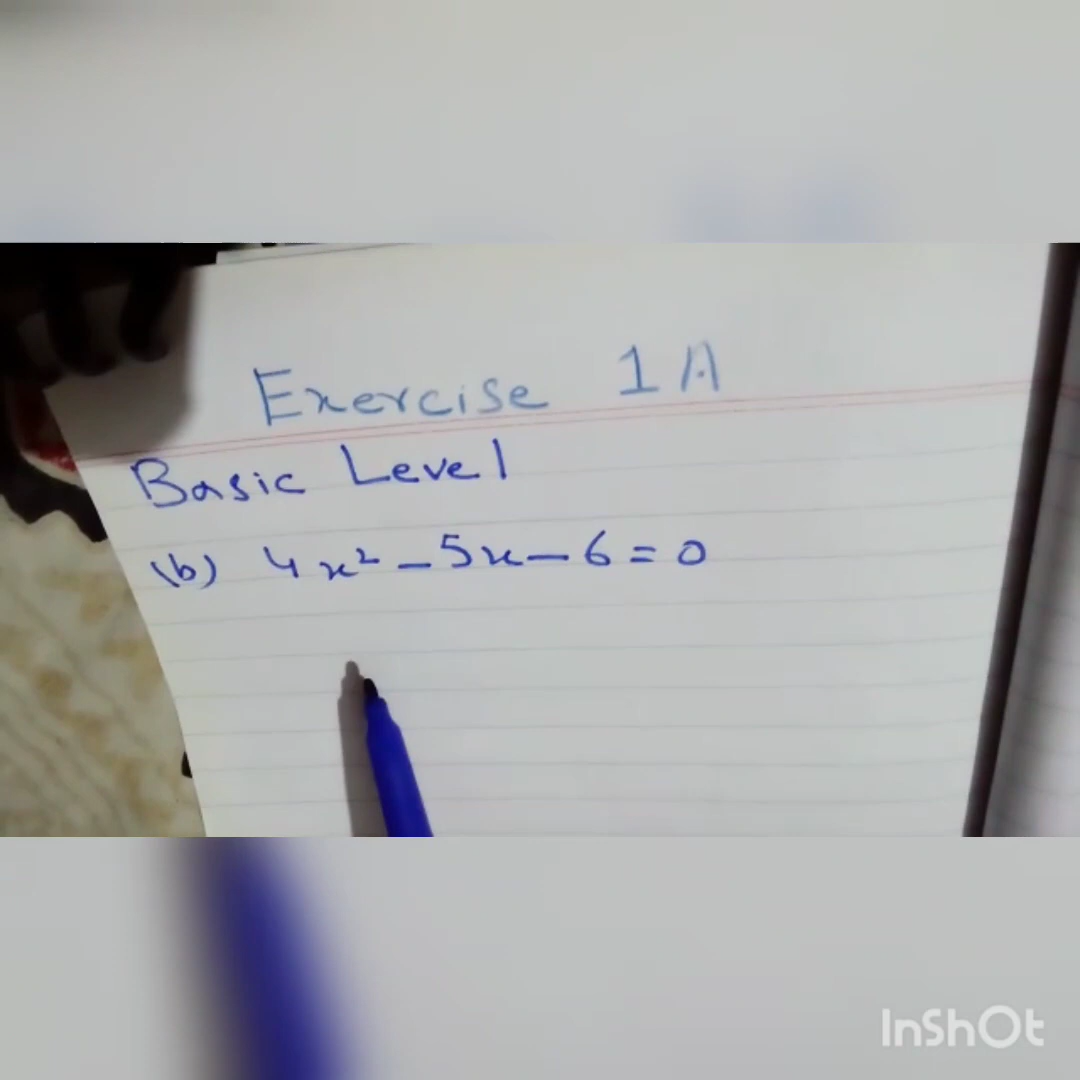 Exercise 1A
Basic Level
(b) 4x² - 5x - 6 = 0
InShOt